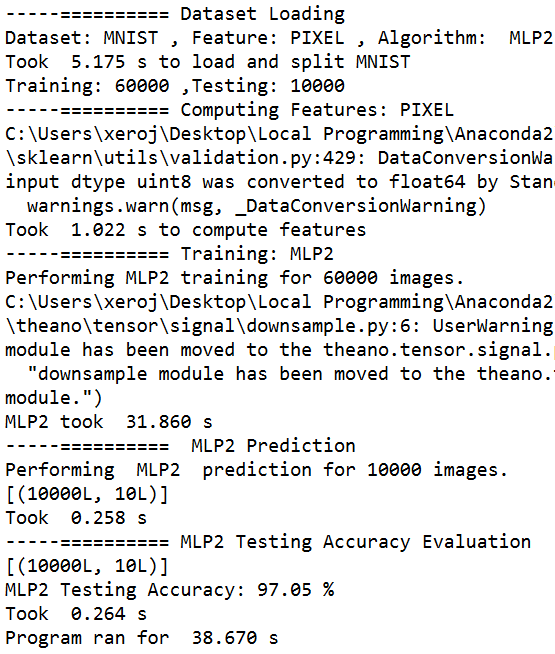 -----========== Dataset Loading
Dataset: MNIST , Feature: PIXEL , Algorithm:  MLP2
Took  5.175 s to load and split MNIST
Training: 60000 ,Testing: 10000
-----========== Computing Features: PIXEL
C:\Users\xeroj\Desktop\Local Programming\Anaconda2
\sklearn\utils\validation.py:429: DataConversionWa
input dtype uint8 was converted to float64 by Stan
  warnings.warn(msg, _DataConversionWarning)
Took  1.022 s to compute features
-----========== Training: MLP2
Performing MLP2 training for 60000 images.
C:\Users\xeroj\Desktop\Local Programming\Anaconda2
\theano\tensor\signal\downsample.py:6: UserWarning
module has been moved to the theano.tensor.signal.
  "downsample module has been moved to the theano.
module.")
MLP2 took  31.860 s
-----==========  MLP2 Prediction
Performing  MLP2  prediction for 10000 images.
[(10000L, 10L)]
Took  0.258 s
-----========== MLP2 Testing Accuracy Evaluation
[(10000L, 10L)]
MLP2 Testing Accuracy: 97.05 %
Took  0.264 s
Program ran for  38.670 s